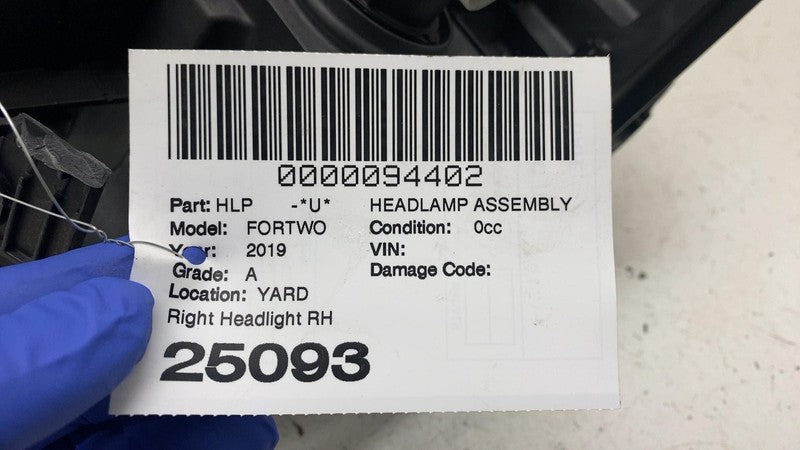 0000094402
Part: HLP -*U* HEADLAMP ASSEMBLY
Model: FORTWO Condition: 0cc
2019 VIN:
Grade: A Damage Code:
Location: YARD
Right Headlight RH
25093